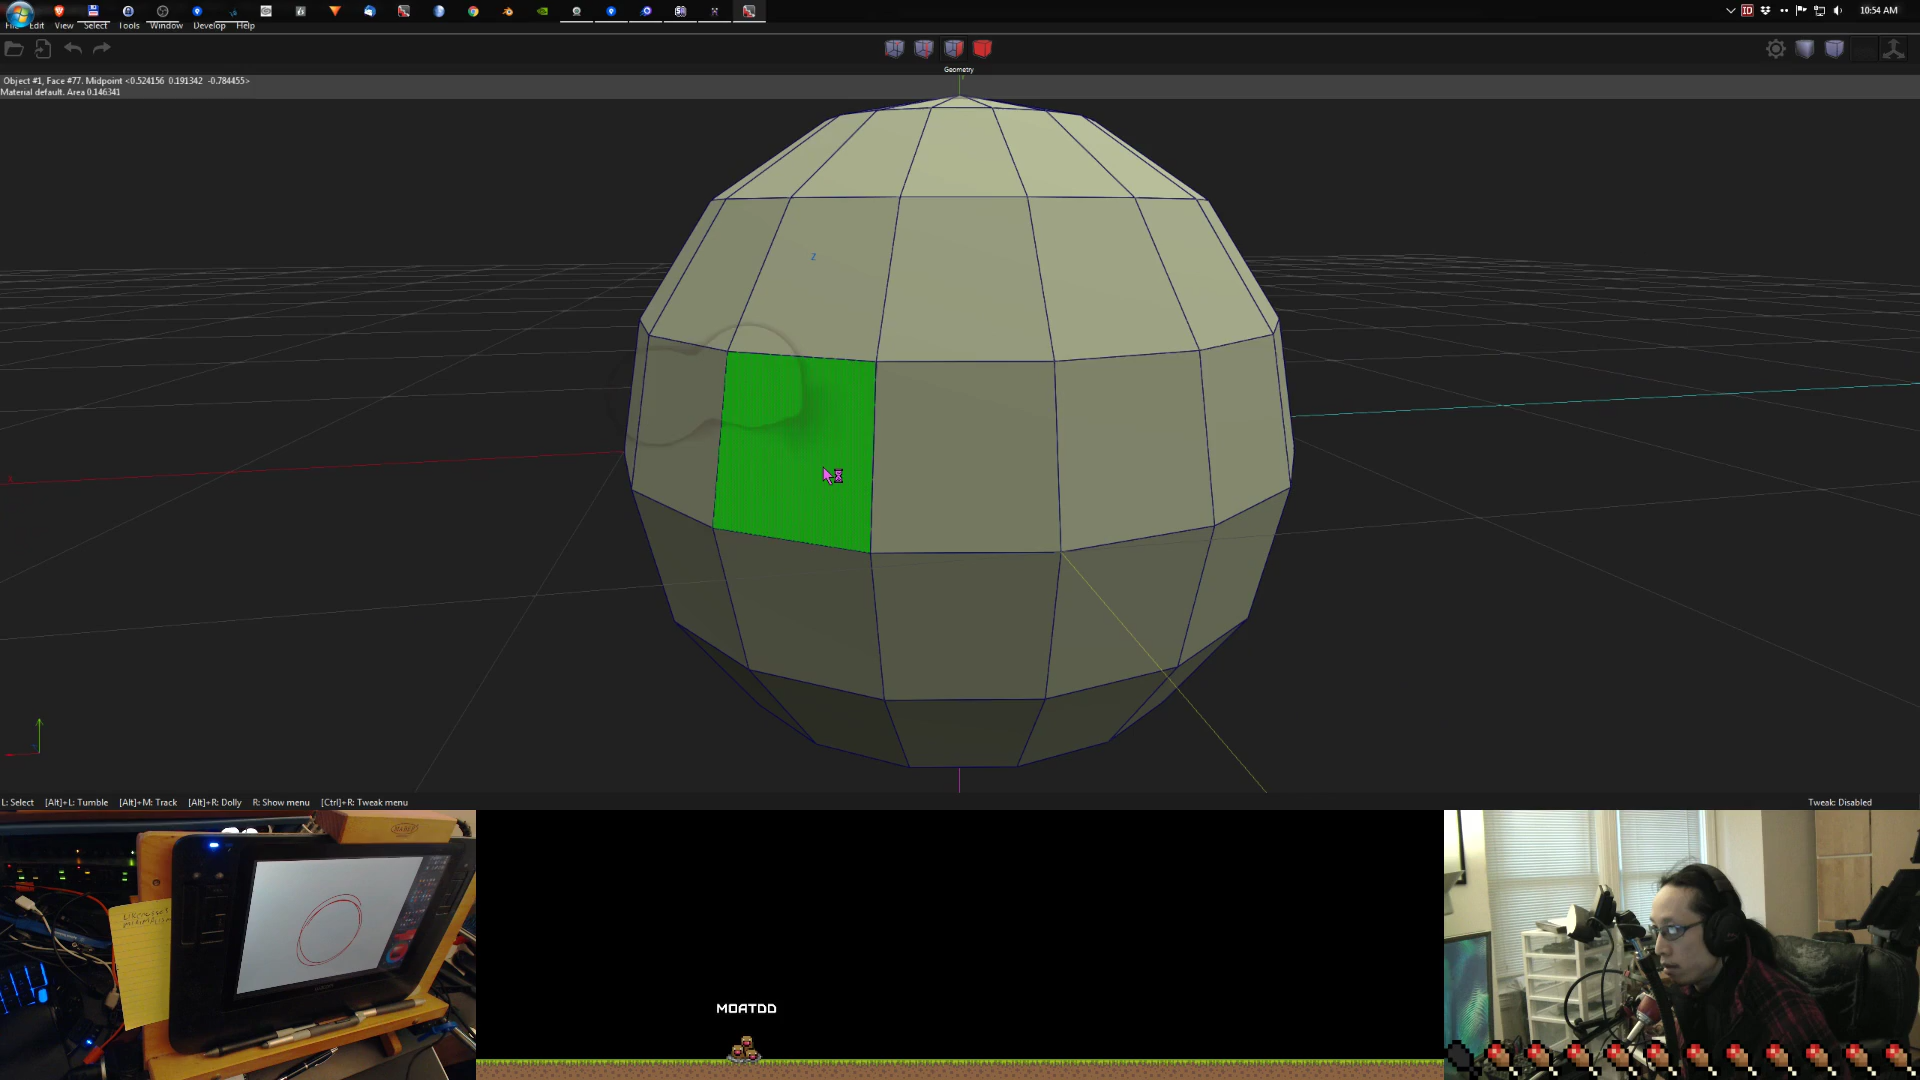 10:54 AM
File Edit View Select Tools Window Develop Help
Geometry
Object #1, Face #77. Midpoint <0.524156 0.191342 -0.784455>
Material default. Area 0.146341
Y
Z
X
L: Select [Alt]+L: Tumble [Alt]+M: Track [Alt]+R: Dolly R: Show menu [Ctrl]+R: Tweak menu
Tweak: Disabled
MOATDD